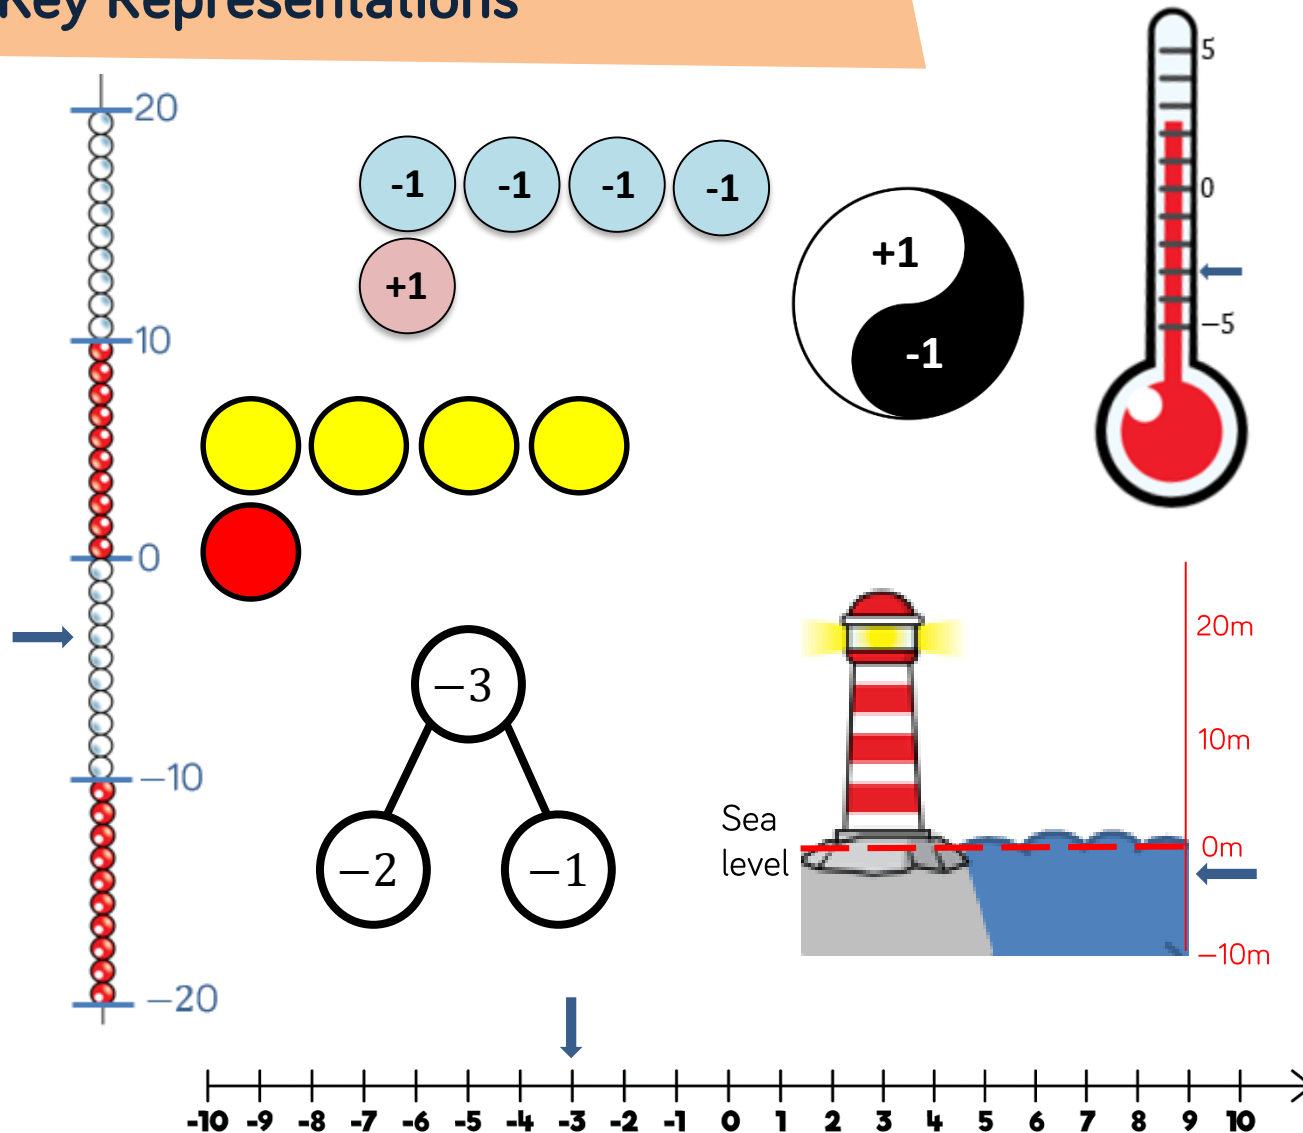 Key Representations
20
10
0
−10
−20
-1 -1 -1 -1
+1
+1
-1
5
0
−5
−3
−2 −1
20m
10m
0m
−10m
Sea
level
-10 -9 -8 -7 -6 -5 -4 -3 -2 -1 0 1 2 3 4 5 6 7 8 9 10